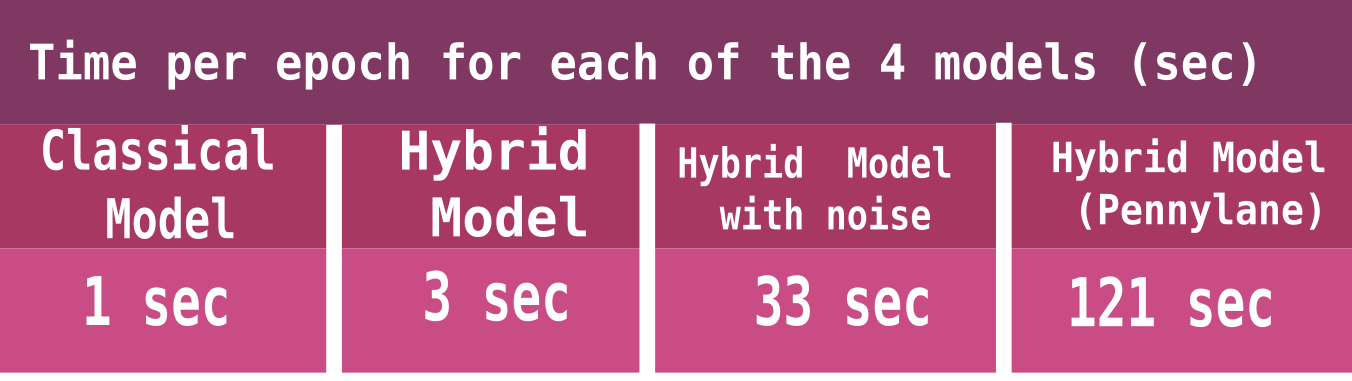 Time per epoch for each of the 4 models (sec)
Classical
Model
Hybrid
Model
Hybrid Model
with noise
Hybrid Model
(Pennylane)
1 sec
3 sec
33 sec
121 sec